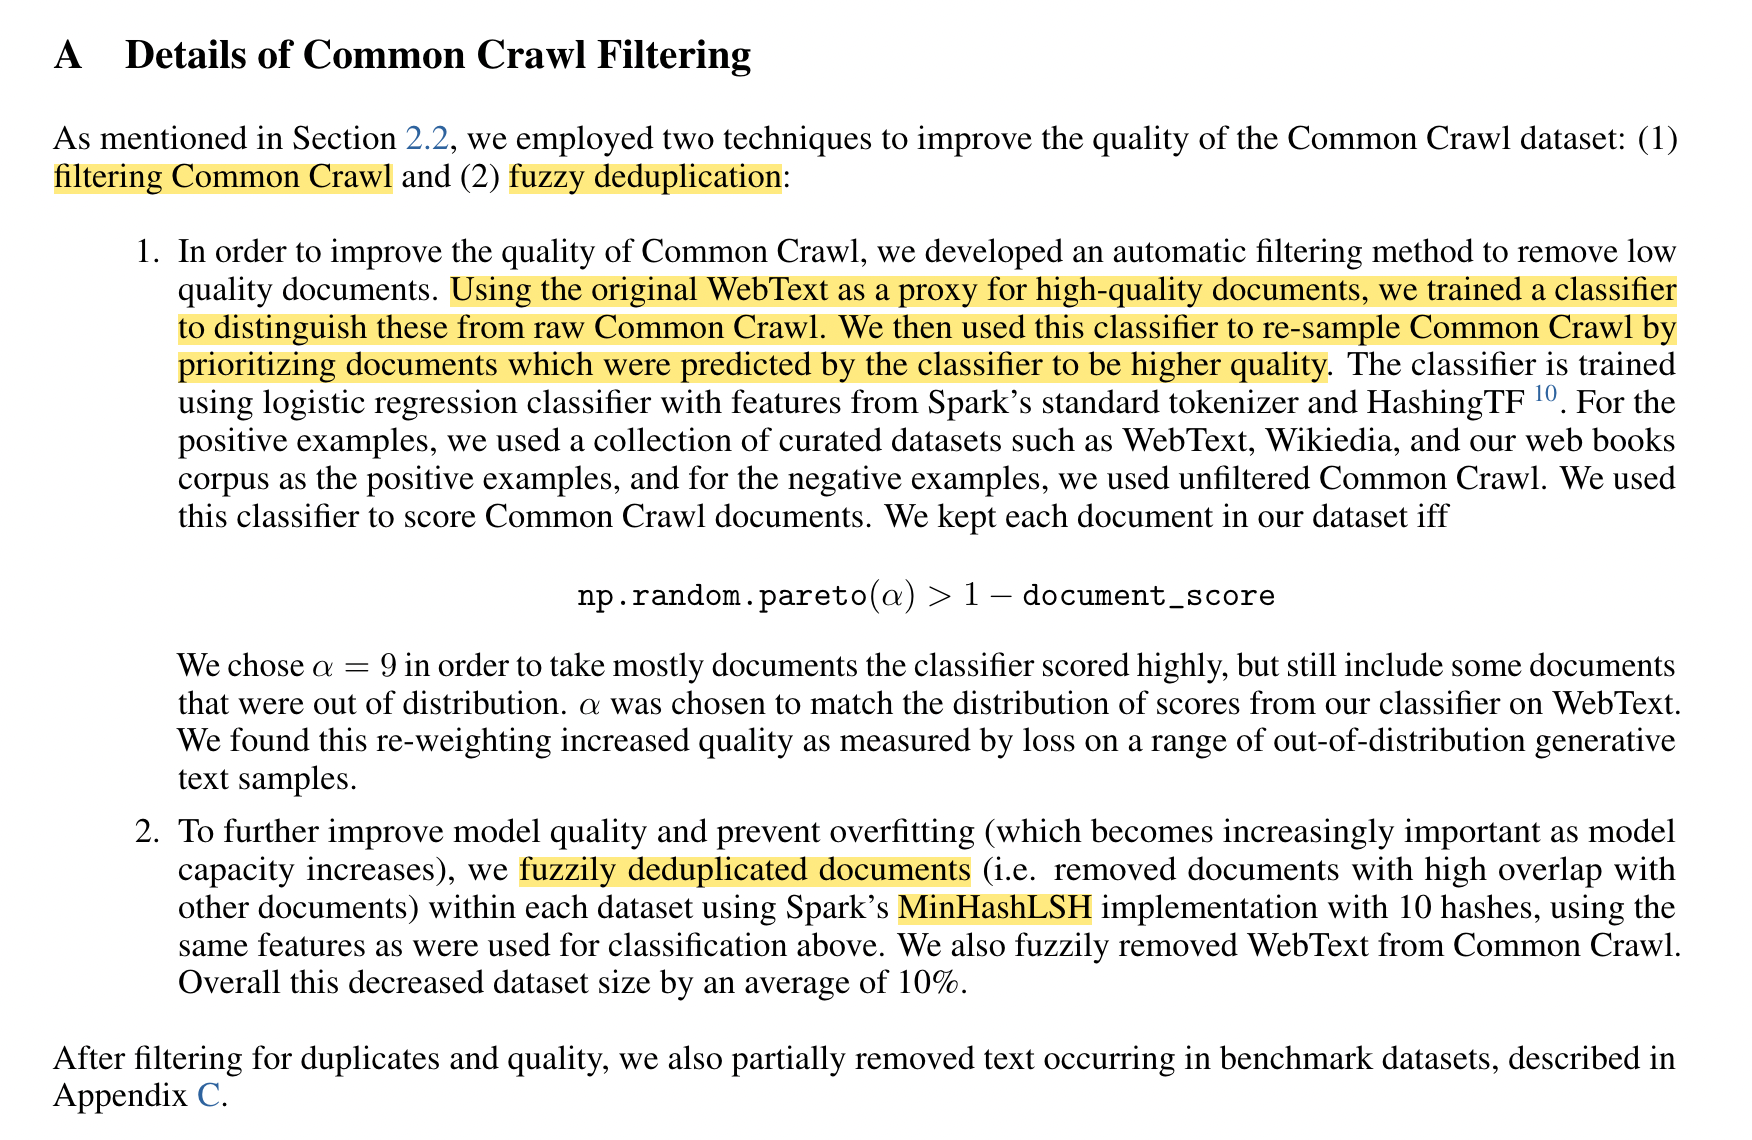 A Details of Common Crawl Filtering
As mentioned in Section 2.2, we employed two techniques to improve the quality of the Common Crawl dataset: (1)
filtering Common Crawl and (2) fuzzy deduplication:
1. In order to improve the quality of Common Crawl, we developed an automatic filtering method to remove low
quality documents. Using the original WebText as a proxy for high-quality documents, we trained a classifier
to distinguish these from raw Common Crawl. We then used this classifier to re-sample Common Crawl by
prioritizing documents which were predicted by the classifier to be higher quality. The classifier is trained
using logistic regression classifier with features from Spark's standard tokenizer and HashingTF 10. For the
positive examples, we used a collection of curated datasets such as WebText, Wikiedia, and our web books
corpus as the positive examples, and for the negative examples, we used unfiltered Common Crawl. We used
this classifier to score Common Crawl documents. We kept each document in our dataset iff
np.random.pareto(α) > 1 − document_score
We chose α = 9 in order to take mostly documents the classifier scored highly, but still include some documents
that were out of distribution. α was chosen to match the distribution of scores from our classifier on WebText.
We found this re-weighting increased quality as measured by loss on a range of out-of-distribution generative
text samples.
2. To further improve model quality and prevent overfitting (which becomes increasingly important as model
capacity increases), we fuzzily deduplicated documents (i.e. removed documents with high overlap with
other documents) within each dataset using Spark's MinHashLSH implementation with 10 hashes, using the
same features as were used for classification above. We also fuzzily removed WebText from Common Crawl.
Overall this decreased dataset size by an average of 10%.
After filtering for duplicates and quality, we also partially removed text occurring in benchmark datasets, described in
Appendix C.